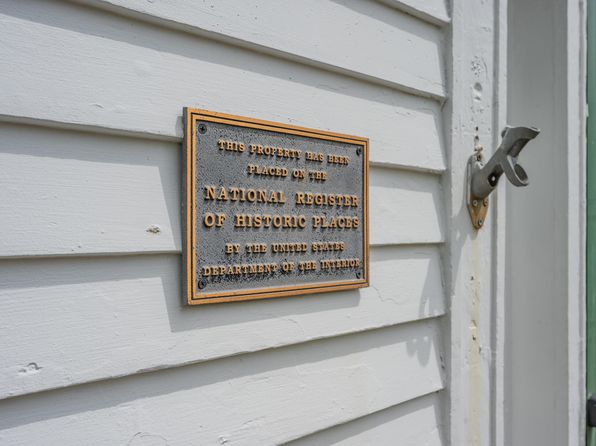 THIS PROPERTY HAS BEEN
PLACED ON THE
NATIONAL REGISTER
OF HISTORIC PLACES
BY THE UNITED STATES
DEPARTMENT OF THE INTERIOR